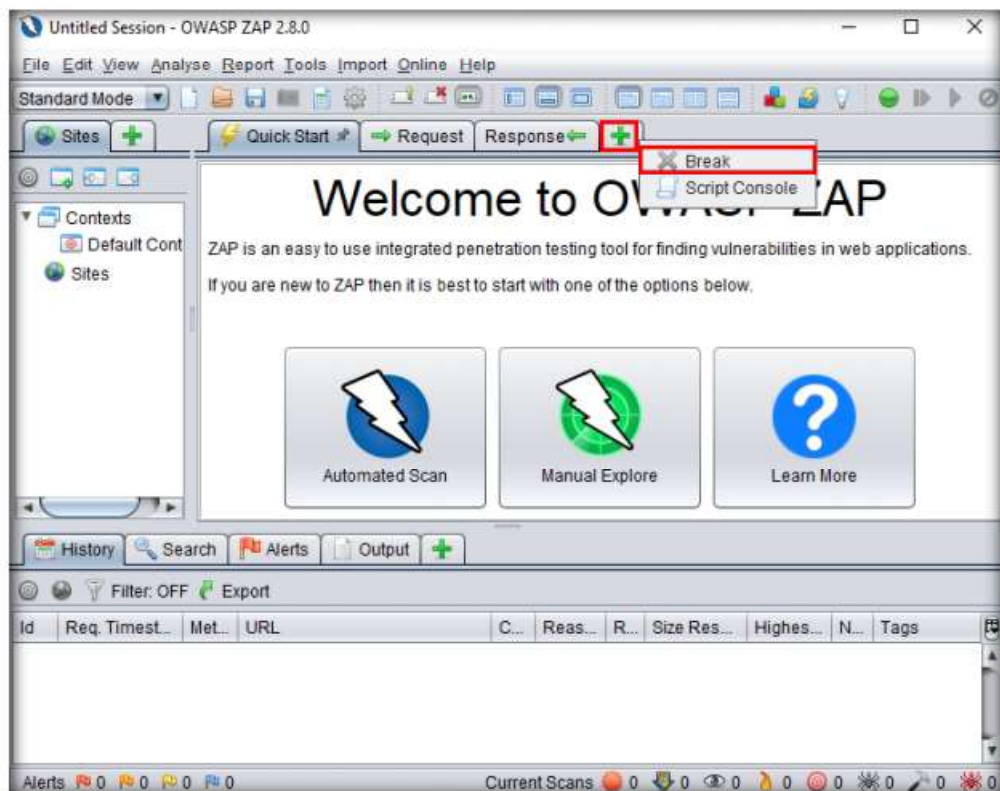 Untitled Session - OWASP ZAP 2.8.0
File Edit View Analyse Report Tools Import Online Help
Standard Mode
Sites
Quick Start
Request
Response
Break
Script Console
Welcome to OWASP ZAP
Contexts
Default Cont
Sites
ZAP is an easy to use integrated penetration testing tool for finding vulnerabilities in web applications.
If you are new to ZAP then it is best to start with one of the options below.
Automated Scan
Manual Explore
Learn More
History
Search
Alerts
Output
Filter: OFF
Export
Id Req. Timest... Met... URL C... Reas... R... Size Res... Highes... N... Tags
Alerts 0 0 0 0 Current Scans 0 0 0 0 0 0 0 0